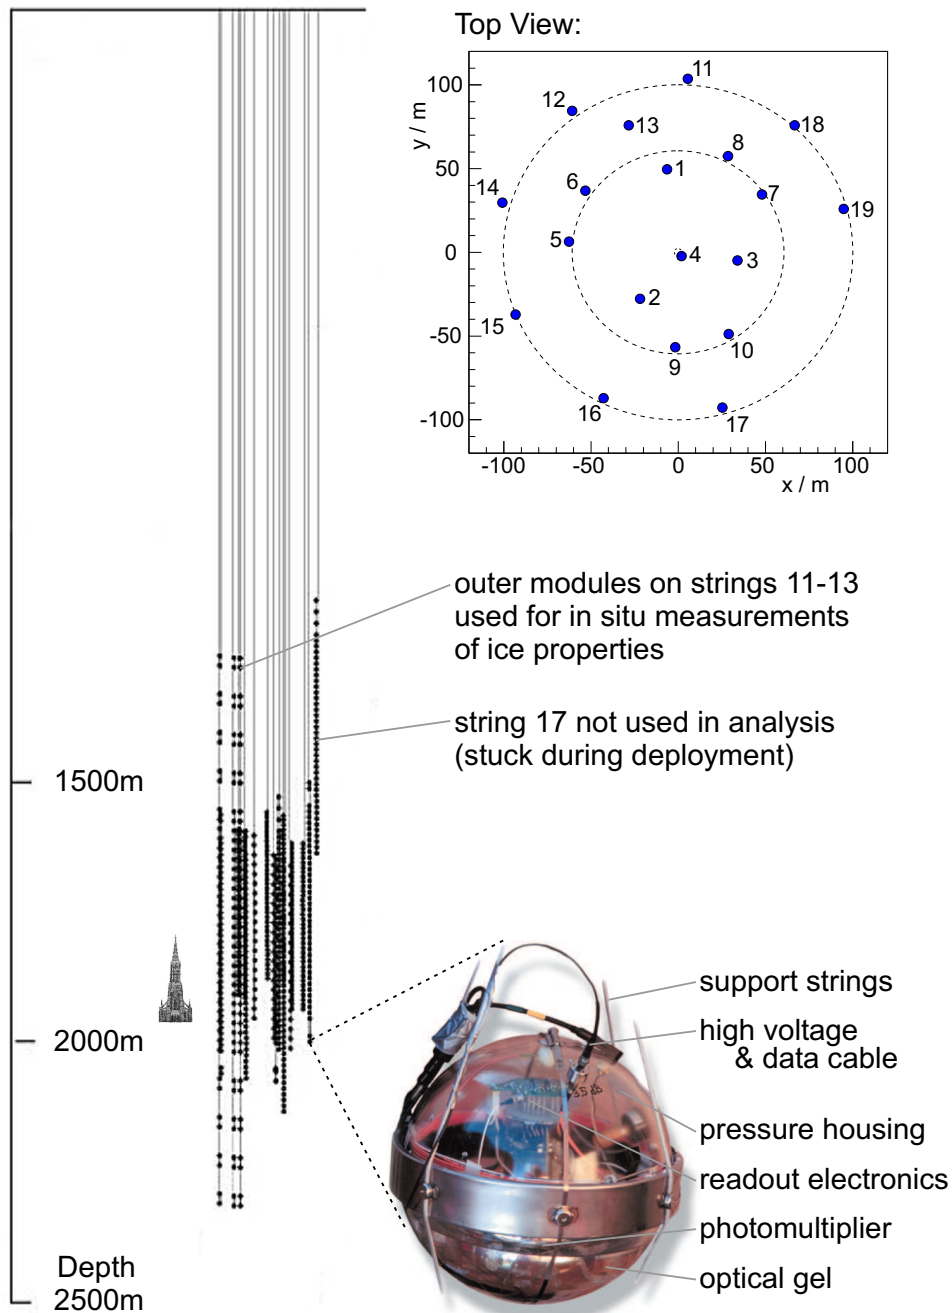 Top View:
y / m
100
50
0
-50
-100
-100
-50
0
50
100
x / m
11
12
13
18
8
1
6
7
14
19
5
4
3
2
15
10
9
16
17
outer modules on strings 11-13
used for in situ measurements
of ice properties
string 17 not used in analysis
(stuck during deployment)
1500m
2000m
Depth
2500m
support strings
high voltage
& data cable
pressure housing
readout electronics
photomultiplier
optical gel
3.5 dB